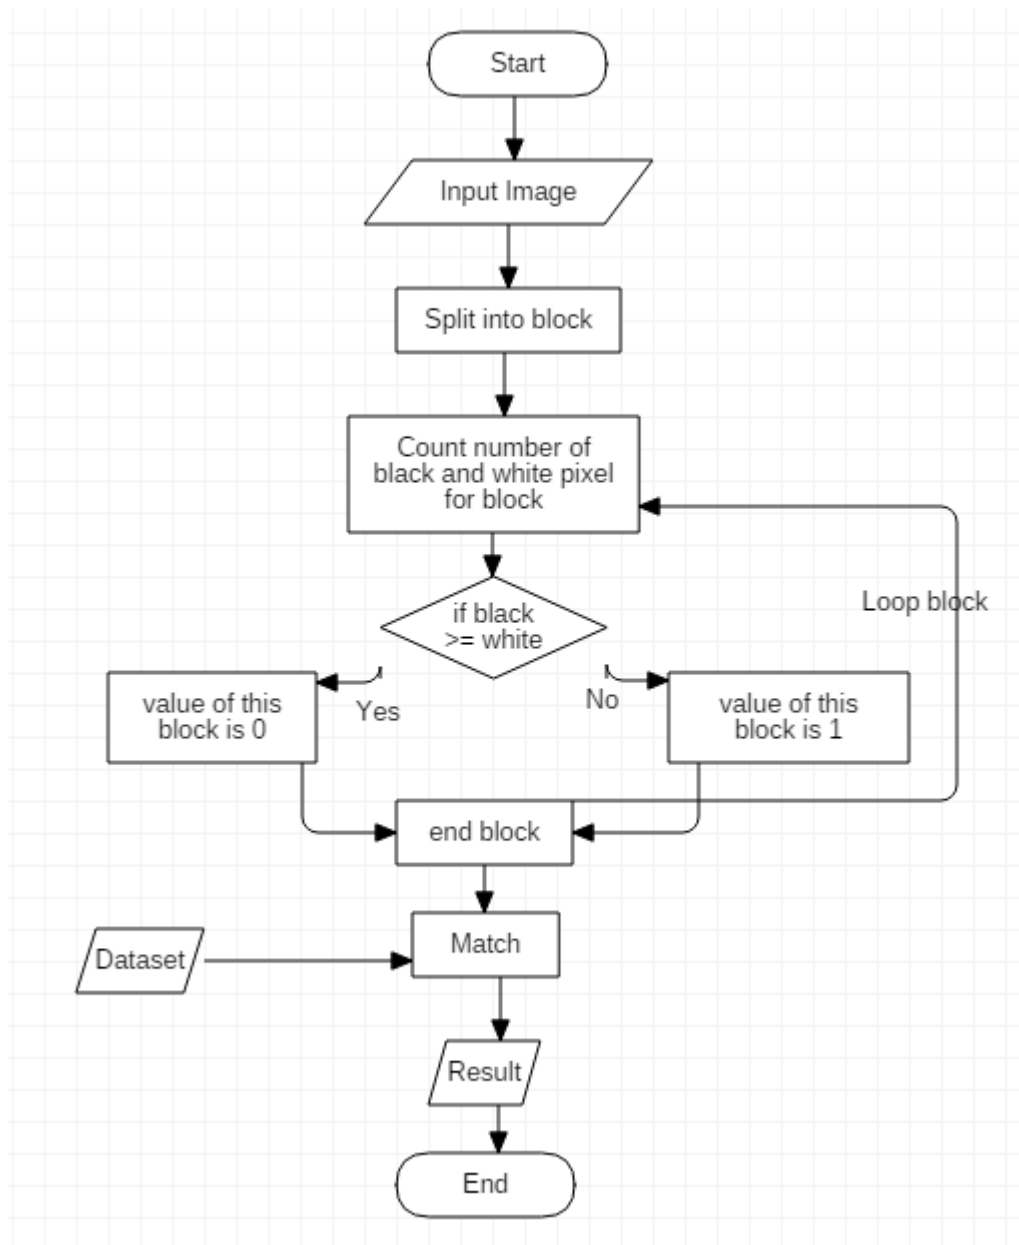 Start
Input Image
Split into block
Count number of
black and white pixel
for block
if black
>= white
Loop block
Yes
No
value of this
block is 0
value of this
block is 1
end block
Match
Dataset
Result
End